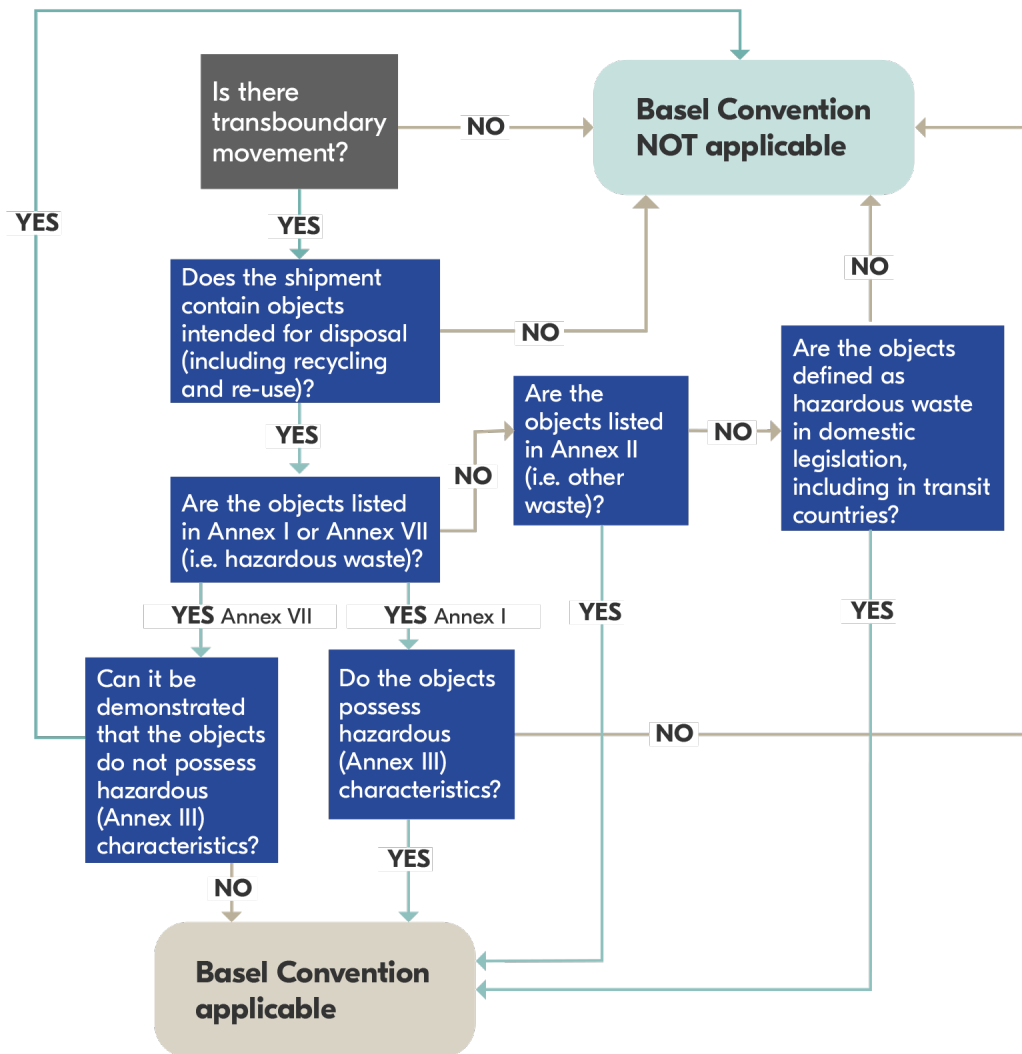 Is there
transboundary
movement?
NO
Basel Convention
NOT applicable
YES
YES
Does the shipment
contain objects
intended for disposal
(including recycling
and re-use)?
NO
NO
Are the objects
defined as
hazardous waste
in domestic
legislation,
including in transit
countries?
YES
Are the
objects listed
in Annex II
(i.e. other
waste)?
NO
NO
Are the objects listed
in Annex I or Annex VII
(i.e. hazardous waste)?
YES Annex VII
YES Annex I
YES
YES
Can it be
demonstrated
that the objects
do not possess
hazardous
(Annex III)
characteristics?
Do the objects
possess
hazardous
(Annex III)
characteristics?
NO
YES
NO
Basel Convention
applicable